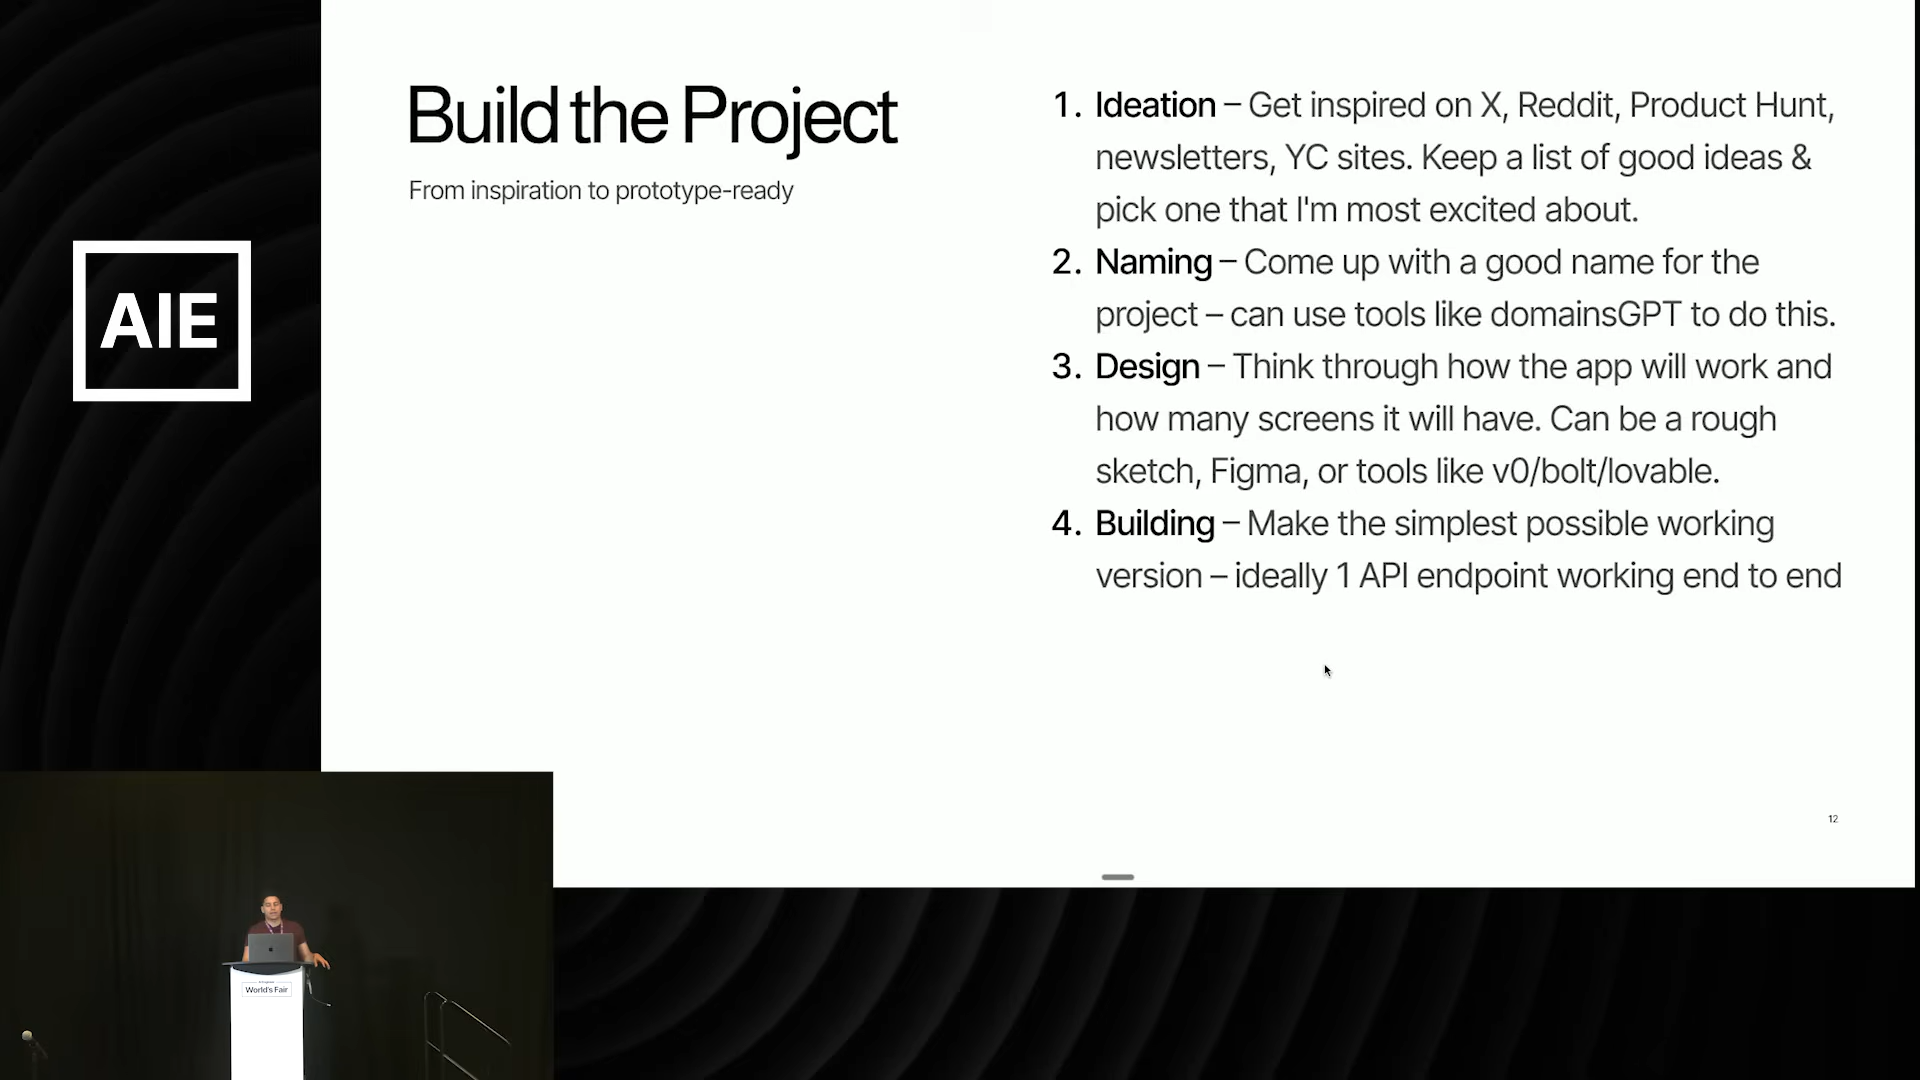 AIE
Build the Project
From inspiration to prototype-ready
1. Ideation – Get inspired on X, Reddit, Product Hunt,
newsletters, YC sites. Keep a list of good ideas &
pick one that I'm most excited about.
2. Naming – Come up with a good name for the
project – can use tools like domainsGPT to do this.
3. Design – Think through how the app will work and
how many screens it will have. Can be a rough
sketch, Figma, or tools like v0/bolt/lovable.
4. Building – Make the simplest possible working
version – ideally 1 API endpoint working end to end
12
World's Fair